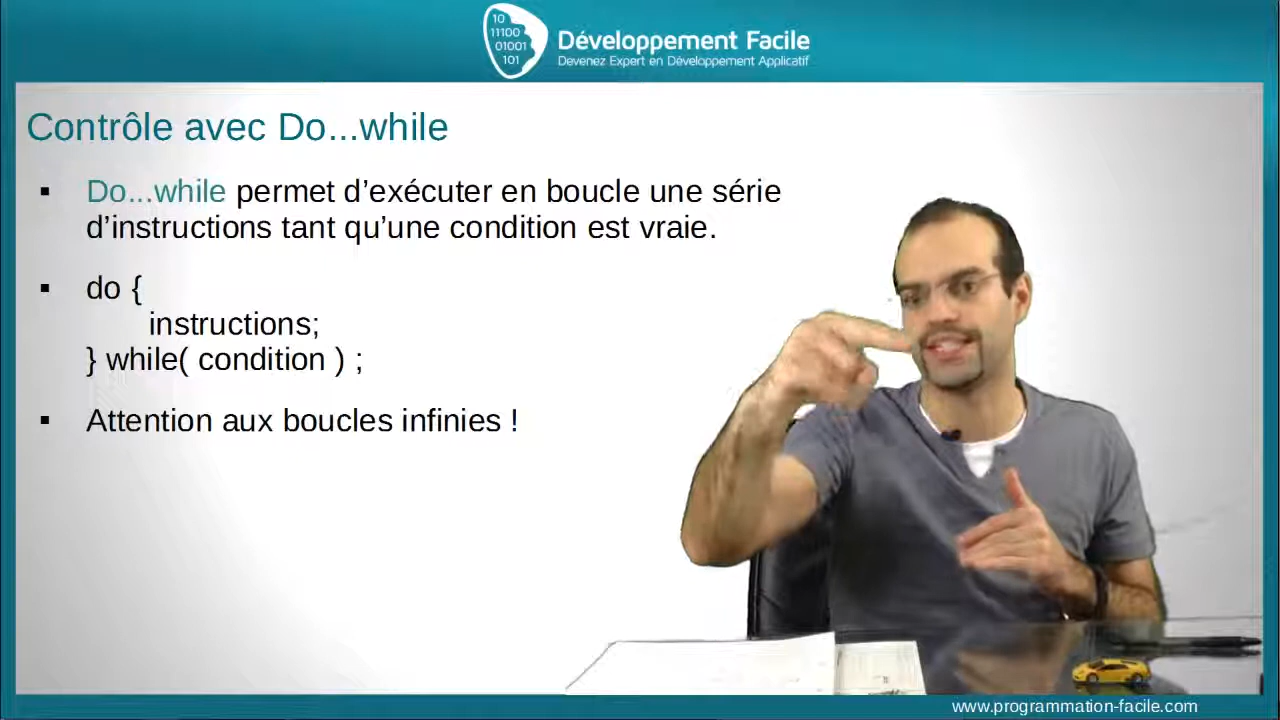 10
11100
01001
101
Développement Facile
Devenez Expert en Développement Applicatif
Contrôle avec Do...while
Do...while permet d’exécuter en boucle une série
d’instructions tant qu’une condition est vraie.
do {
instructions;
} while( condition ) ;
Attention aux boucles infinies !
www.programmation-facile.com